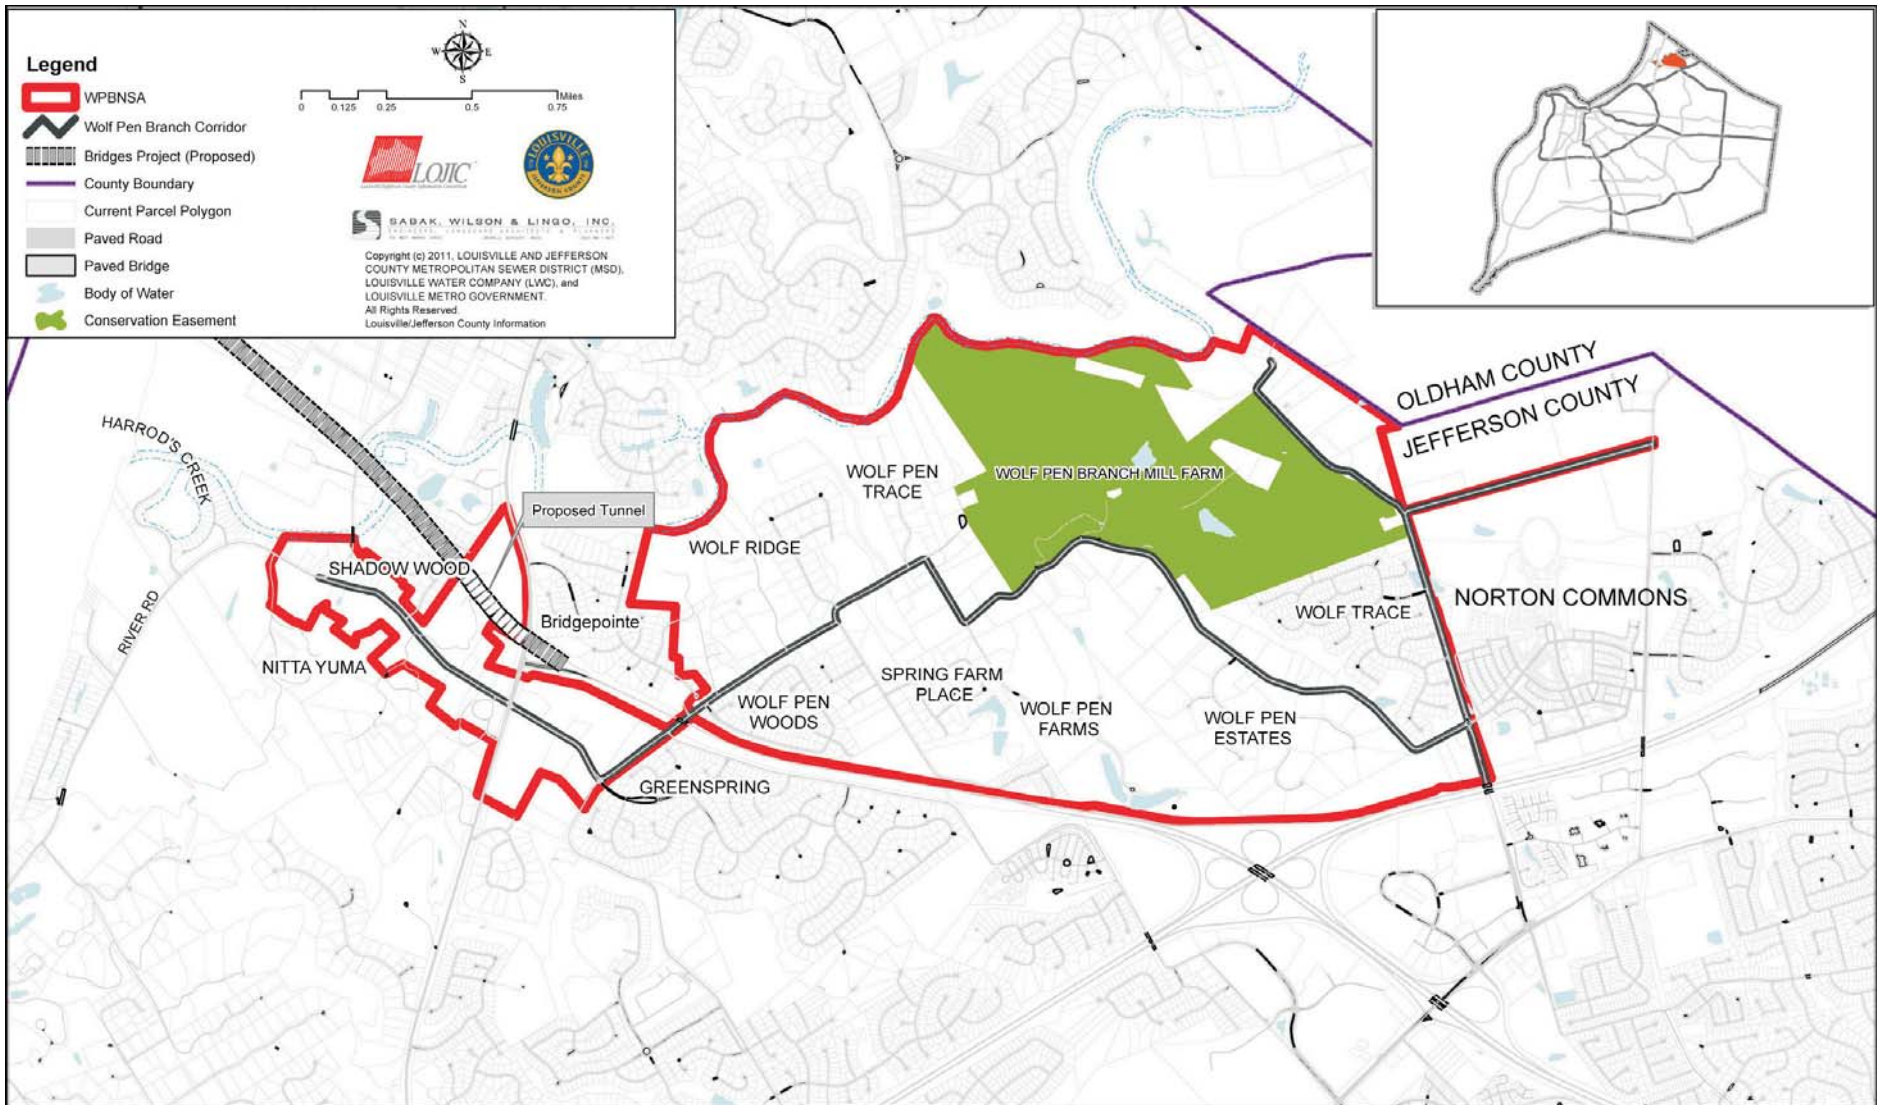 Legend
WPBNSA
Wolf Pen Branch Corridor
Bridges Project (Proposed)
County Boundary
Current Parcel Polygon
Paved Road
Paved Bridge
Body of Water
Conservation Easement
N
W E
S
Miles
0 0.125 0.25 0.5 0.75
LOJIC
LOUISVILLE
JEFFERSON COUNTY
SABAK, WILSON & LINGO, INC.
Copyright (c) 2011, LOUISVILLE AND JEFFERSON
COUNTY METROPOLITAN SEWER DISTRICT (MSD),
LOUISVILLE WATER COMPANY (LWC), and
LOUISVILLE METRO GOVERNMENT.
All Rights Reserved.
Louisville/Jefferson County Information
OLDHAM COUNTY
JEFFERSON COUNTY
HARROD'S CREEK
RIVER RD
SHADOW WOOD
Proposed Tunnel
Bridgepointe
NITTA YUMA
WOLF RIDGE
WOLF PEN
TRACE
WOLF PEN BRANCH MILL FARM
WOLF TRACE
NORTON COMMONS
SPRING FARM
PLACE
WOLF PEN
WOODS
WOLF PEN
FARMS
WOLF PEN
ESTATES
GREENSPRING